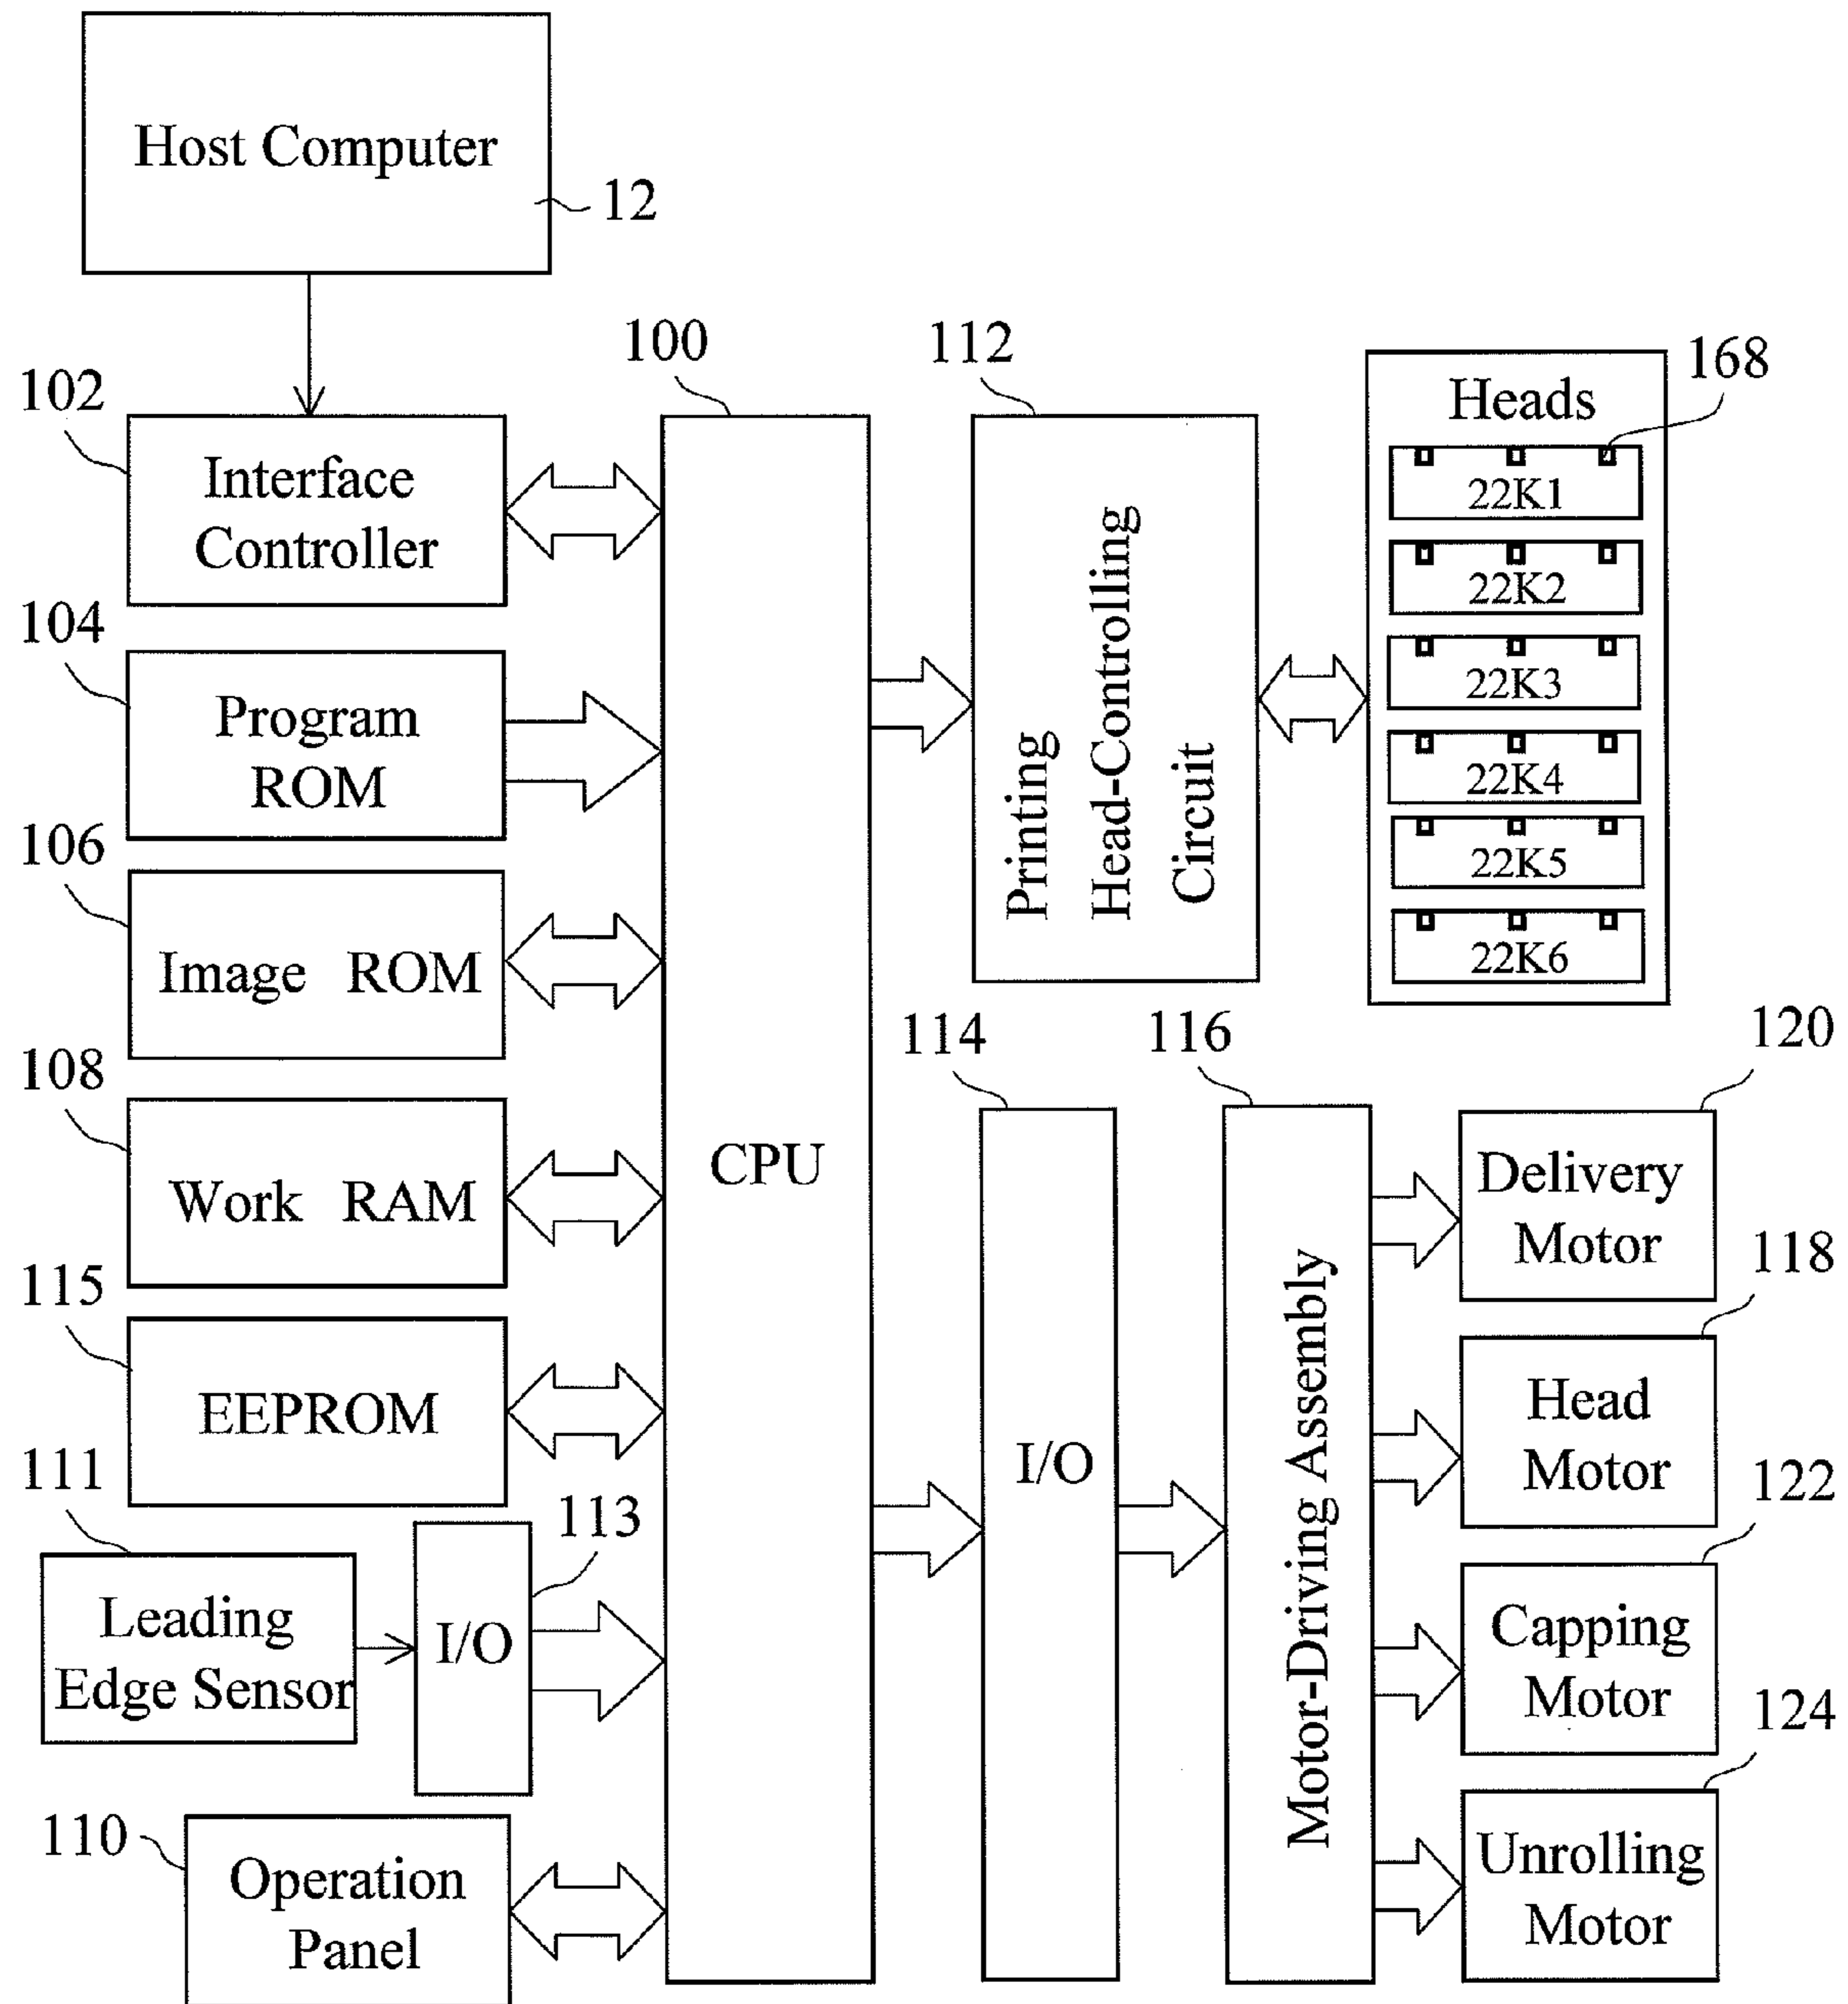 Host Computer
12
100
112
168
102
Heads
Interface
Controller
22K1
22K2
22K3
22K4
22K5
22K6
Printing
Head-Controlling
Circuit
104
Program
ROM
106
Image ROM
114
116
120
108
Work RAM
CPU
Delivery
Motor
118
115
EEPROM
I/O
Motor-Driving Assembly
Head
Motor
122
111
113
Leading
Edge Sensor
I/O
Capping
Motor
124
110
Operation
Panel
Unrolling
Motor